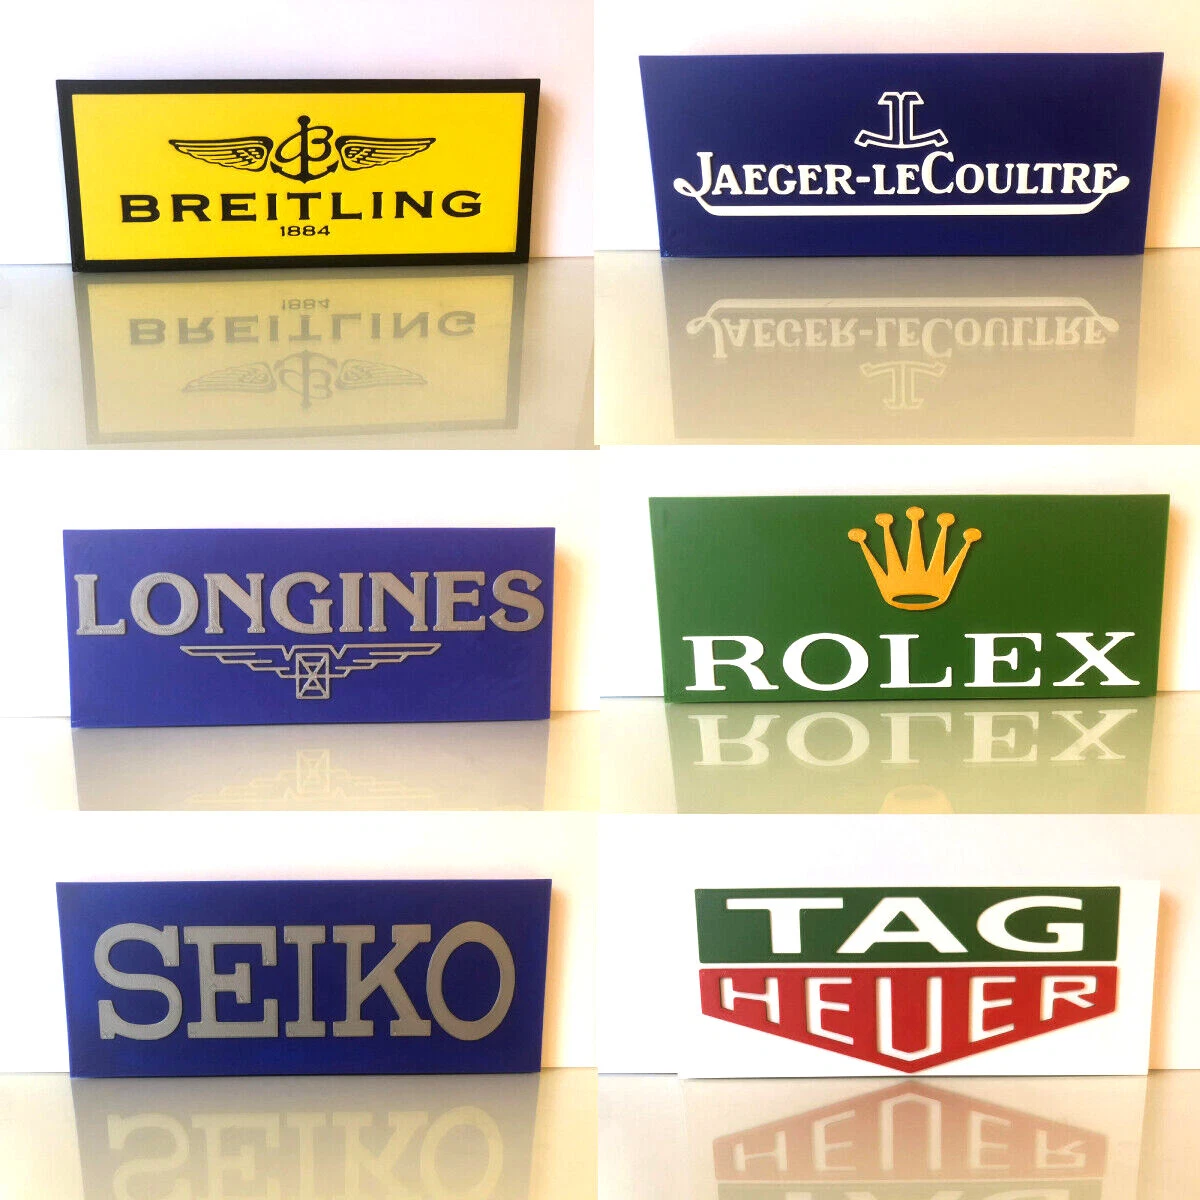 BREITLING
1884
JAEGER-LECOULTRE
LONGINES
ROLEX
SEIKO
TAG
HEUER